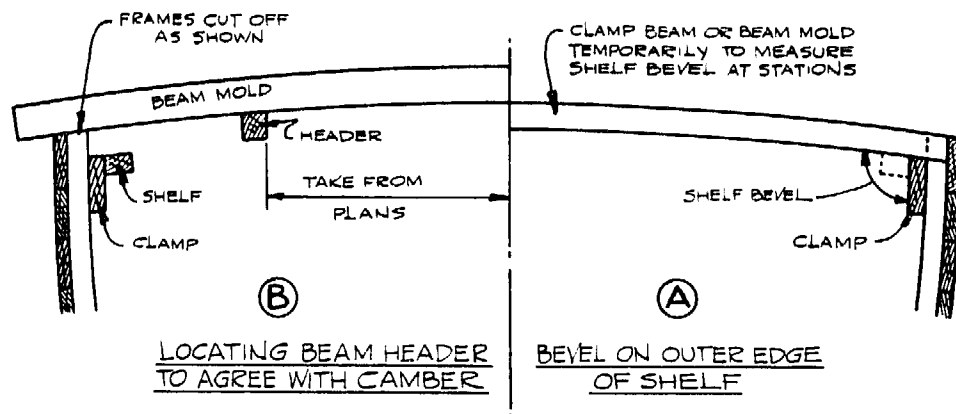 FRAMES CUT OFF
AS SHOWN
BEAM MOLD
HEADER
SHELF
CLAMP
TAKE FROM
PLANS
B
LOCATING BEAM HEADER
TO AGREE WITH CAMBER
CLAMP BEAM OR BEAM MOLD
TEMPORARILY TO MEASURE
SHELF BEVEL AT STATIONS
SHELF BEVEL
CLAMP
A
BEVEL ON OUTER EDGE
OF SHELF